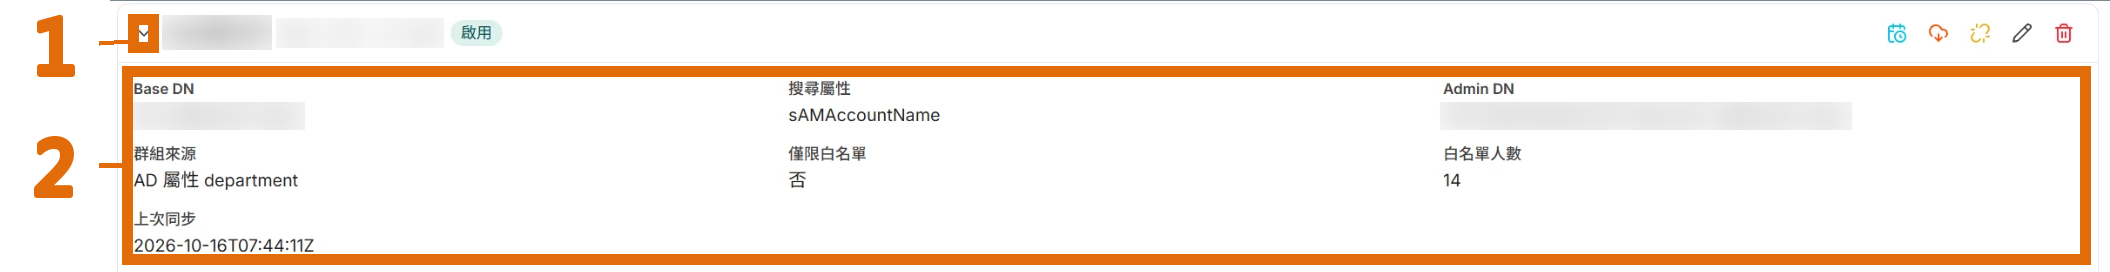 1
啟用
Base DN
搜尋屬性
Admin DN
sAMAccountName
2
群組來源
僅限白名單
白名單人數
AD 屬性 department
否
14
上次同步
2026-10-16T07:44:11Z